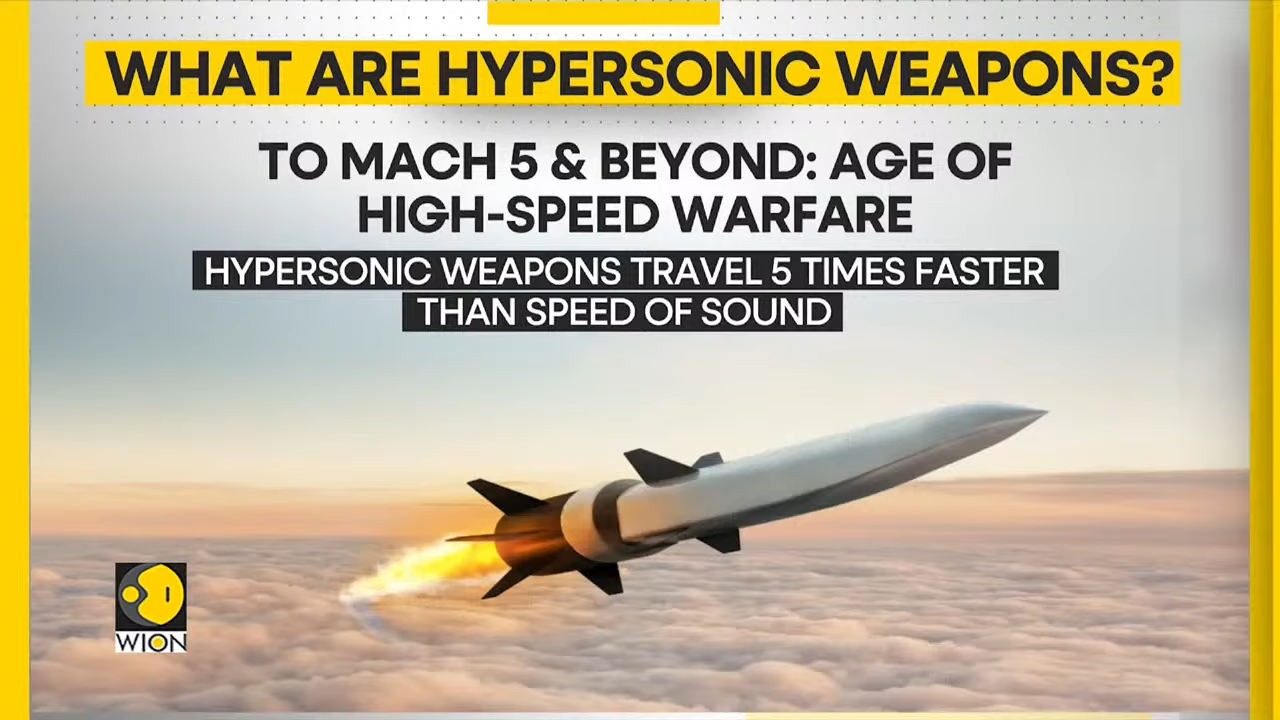 WHAT ARE HYPERSONIC WEAPONS?
TO MACH 5 & BEYOND: AGE OF
HIGH-SPEED WARFARE
HYPERSONIC WEAPONS TRAVEL 5 TIMES FASTER
THAN SPEED OF SOUND
WION